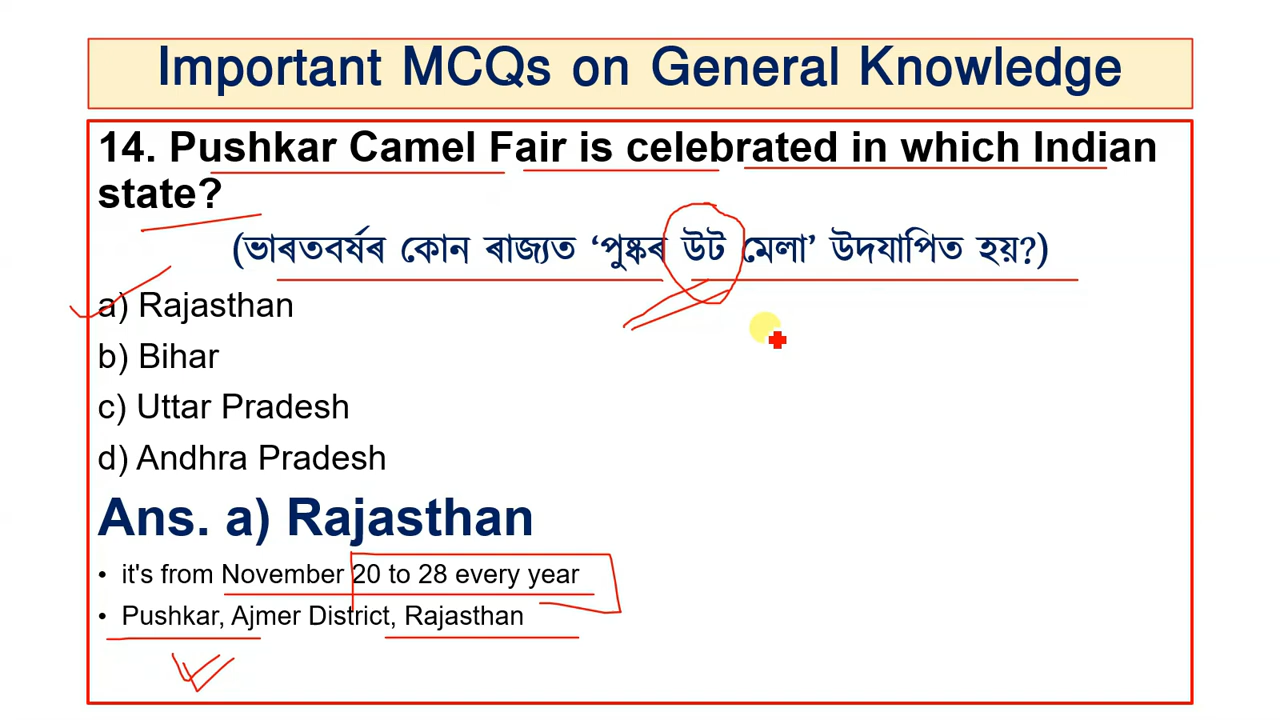 Important MCQs on General Knowledge
14. Pushkar Camel Fair is celebrated in which Indian
state?
(ভাৰতবৰ্ষৰ কোন ৰাজ্যত ‘পুষ্কৰ উট মেলা’ উদযাপিত হয়?)
a) Rajasthan
b) Bihar
c) Uttar Pradesh
d) Andhra Pradesh
Ans. a) Rajasthan
• it's from November 20 to 28 every year
• Pushkar, Ajmer District, Rajasthan